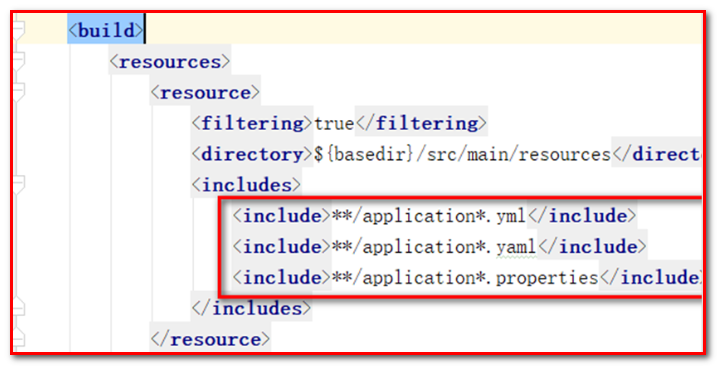 <build>
<resources>
<resource>
<filtering>true</filtering>
<directory>${basedir}/src/main/resources</direct
<includes>
<include>**/application*.yml</include>
<include>**/application*.yaml</include>
<include>**/application*.properties</include
</includes>
</resource>